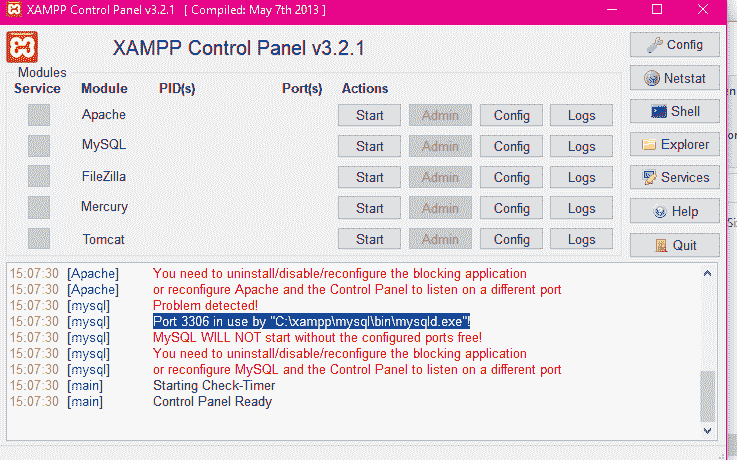 XAMPP Control Panel v3.2.1 [ Compiled: May 7th 2013 ]
XAMPP Control Panel v3.2.1
Config
Modules
Service Module PID(s) Port(s) Actions
Netstat
Apache Start Admin Config Logs
Shell
MySQL Start Admin Config Logs
Explorer
FileZilla Start Admin Config Logs
Services
Mercury Start Admin Config Logs
Help
Tomcat Start Admin Config Logs
Quit
15:07:30 [Apache] You need to uninstall/disable/reconfigure the blocking application
15:07:30 [Apache] or reconfigure Apache and the Control Panel to listen on a different port
15:07:30 [mysql] Problem detected!
15:07:30 [mysql] Port 3306 in use by "C:\xampp\mysql\bin\mysqld.exe"!
15:07:30 [mysql] MySQL WILL NOT start without the configured ports free!
15:07:30 [mysql] You need to uninstall/disable/reconfigure the blocking application
15:07:30 [mysql] or reconfigure MySQL and the Control Panel to listen on a different port
15:07:30 [main] Starting Check-Timer
15:07:30 [main] Control Panel Ready